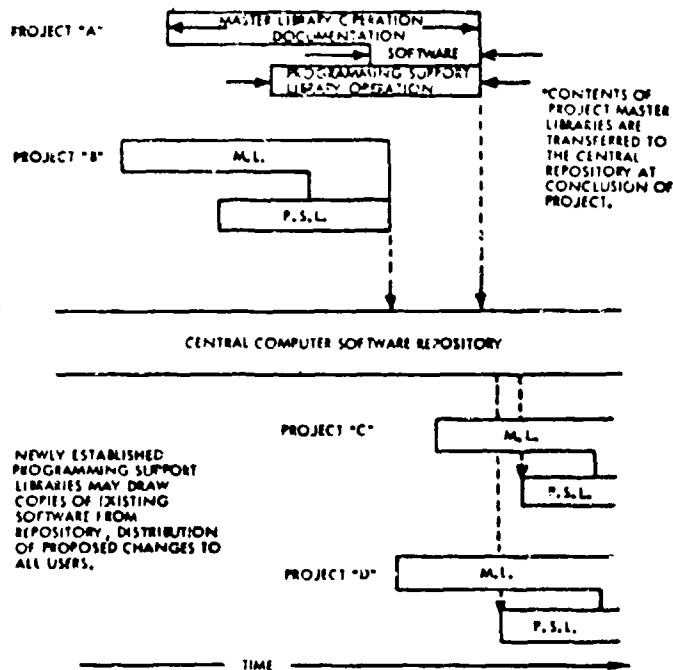 PROJECT "A"
MASTER LIBRARY OPERATION
DOCUMENTATION
SOFTWARE
PROGRAMMING SUPPORT
LIBRARY OPERATION
*CONTENTS OF
PROJECT MASTER
LIBRARIES ARE
TRANSFERRED TO
THE CENTRAL
REPOSITORY AT
CONCLUSION OF
PROJECT.
PROJECT "B"
M.L.
P.S.L.
CENTRAL COMPUTER SOFTWARE REPOSITORY
PROJECT "C"
M.L.
P.S.L.
NEWLY ESTABLISHED
PROGRAMMING SUPPORT
LIBRARIES MAY DRAW
COPIES OF EXISTING
SOFTWARE FROM
REPOSITORY, DISTRIBUTION
OF PROPOSED CHANGES TO
ALL USERS.
PROJECT "D"
M.L.
P.S.L.
TIME